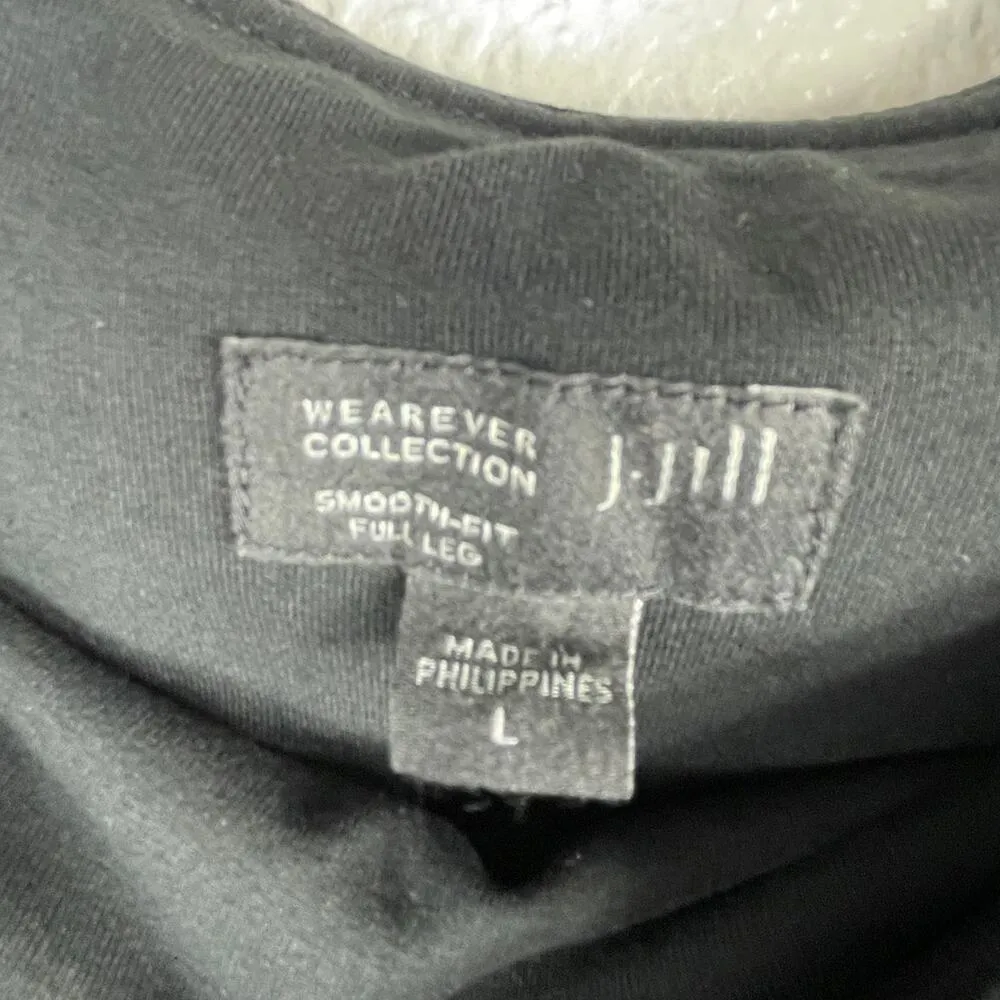 WEAREVER
COLLECTION
SMOOTH-FIT
FULL LEG
J.Jill
MADE IN
PHILIPPINES
L